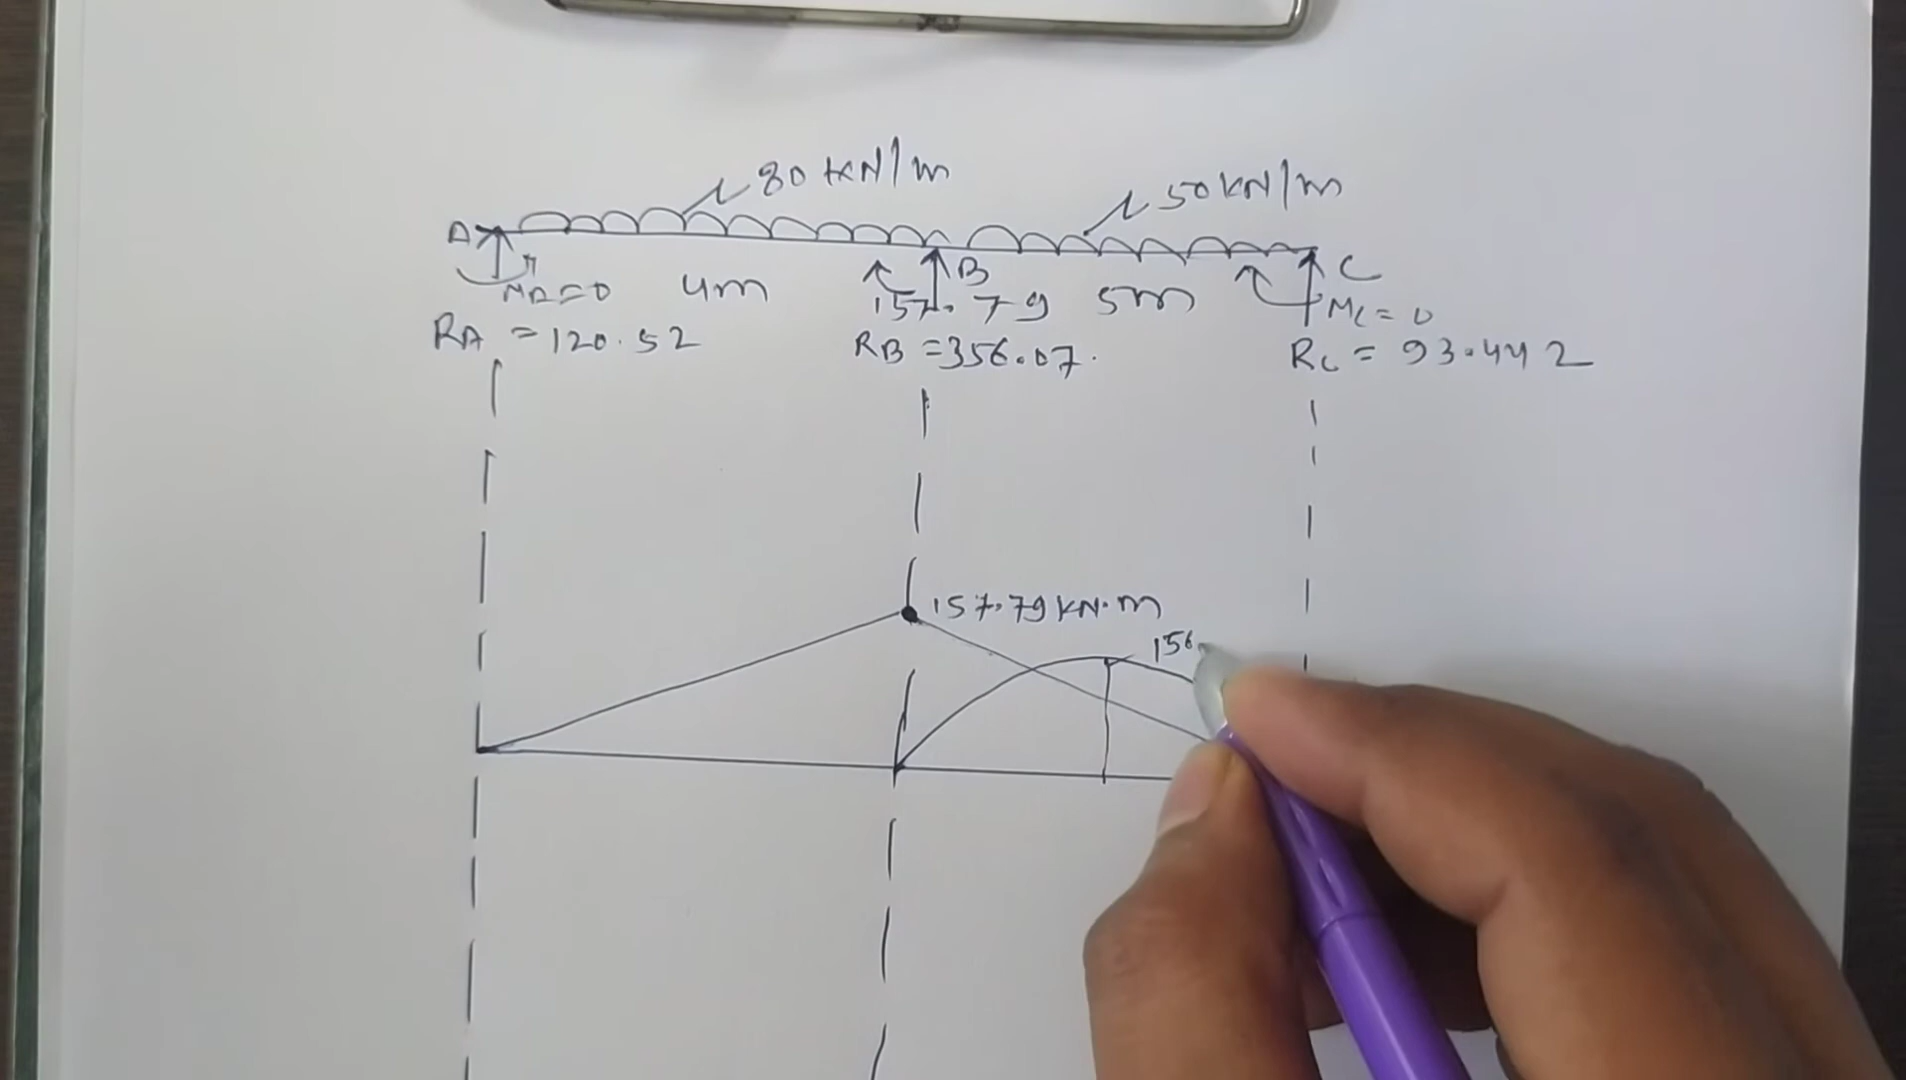 80 kN/m
50 kN/m
A
B
C
MA=0
4m
157.79
5m
MC=0
RA = 120.52
RB = 356.07.
RC = 93.442
157.79 kN.m
156.